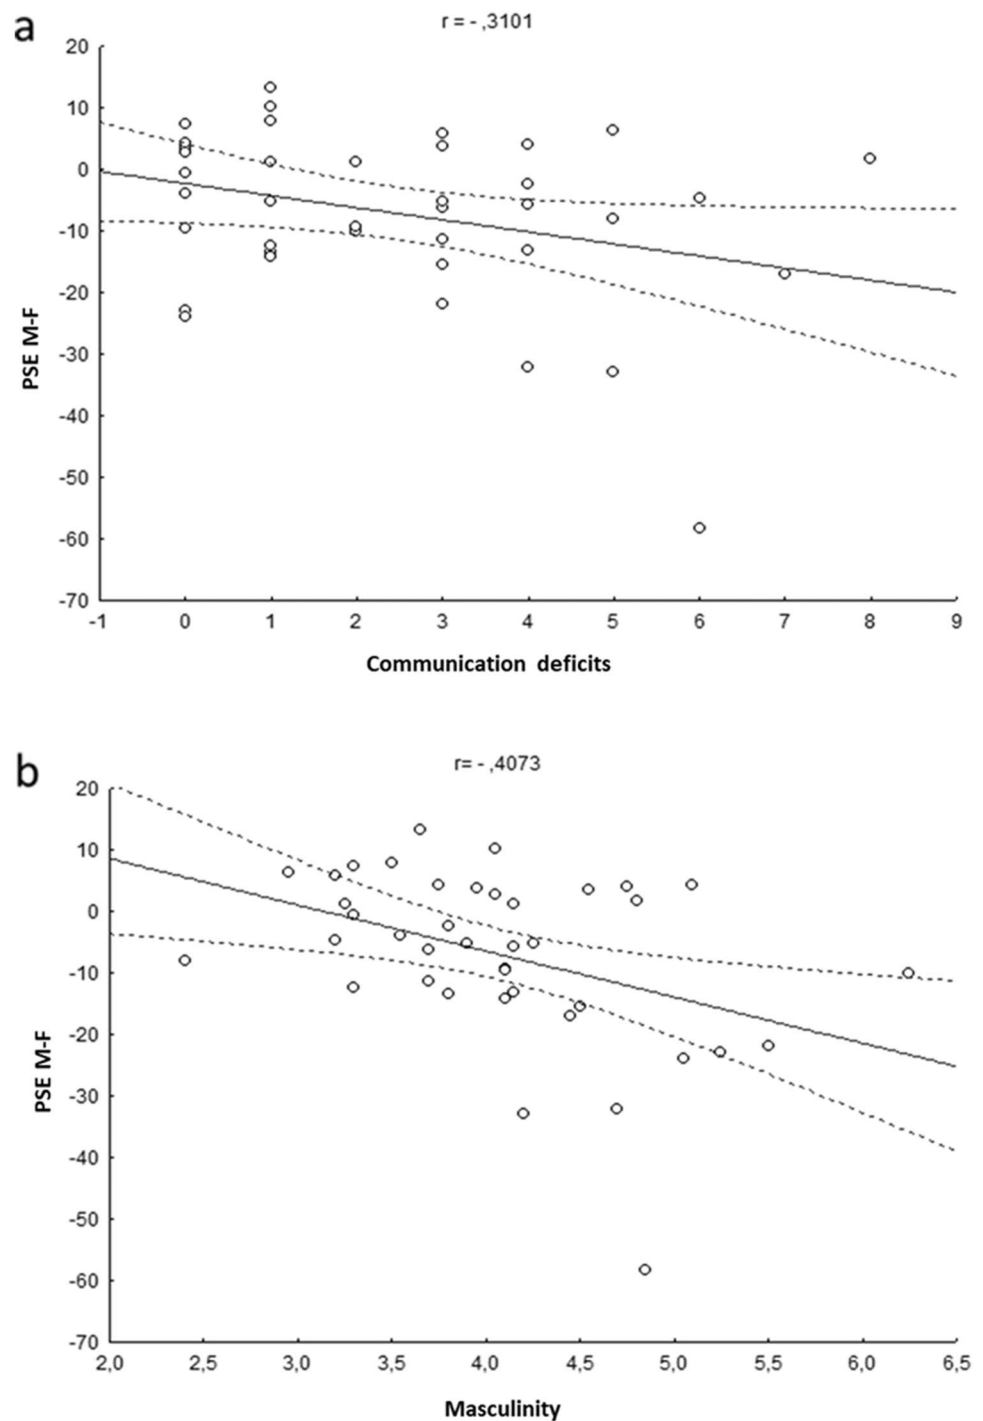 a
r = - ,3101
20
10
0
-10
-20
-30
-40
-50
-60
-70
PSE M-F
-1 0 1 2 3 4 5 6 7 8 9
Communication deficits
b
r= - ,4073
20
10
0
-10
-20
-30
-40
-50
-60
-70
PSE M-F
2,0 2,5 3,0 3,5 4,0 4,5 5,0 5,5 6,0 6,5
Masculinity